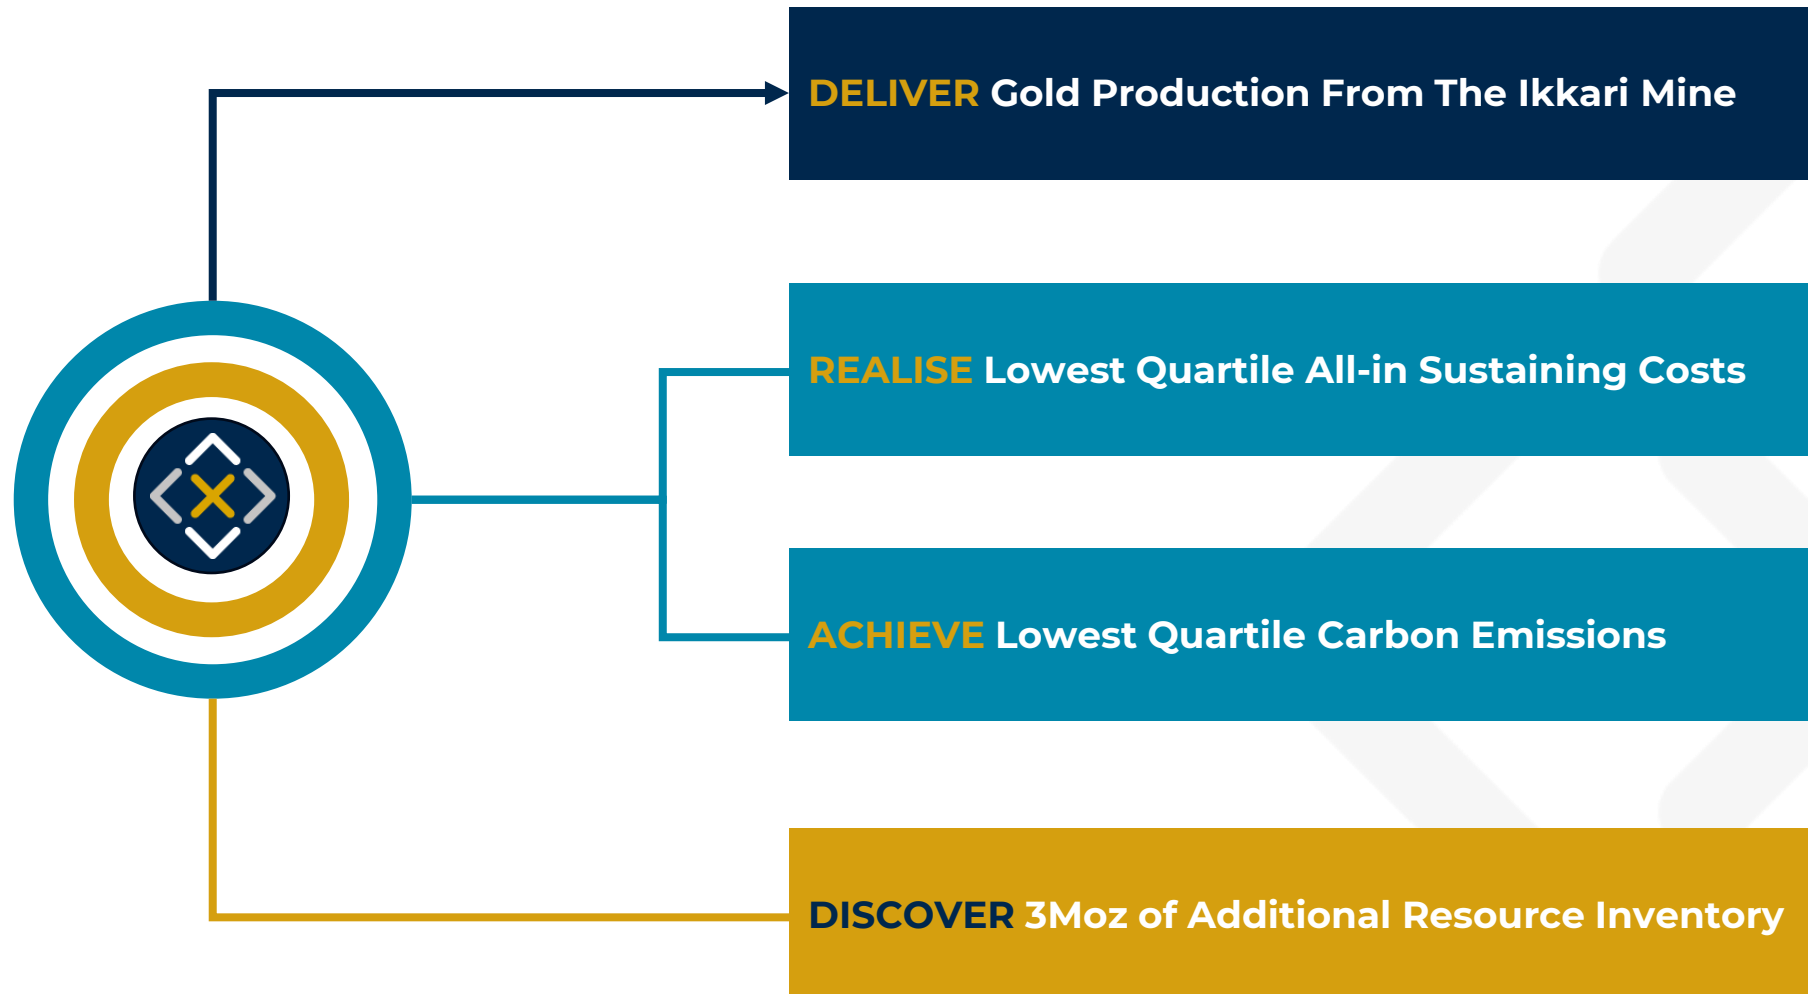 DELIVER Gold Production From The Ikkari Mine
REALISE Lowest Quartile All-in Sustaining Costs
ACHIEVE Lowest Quartile Carbon Emissions
DISCOVER 3Moz of Additional Resource Inventory